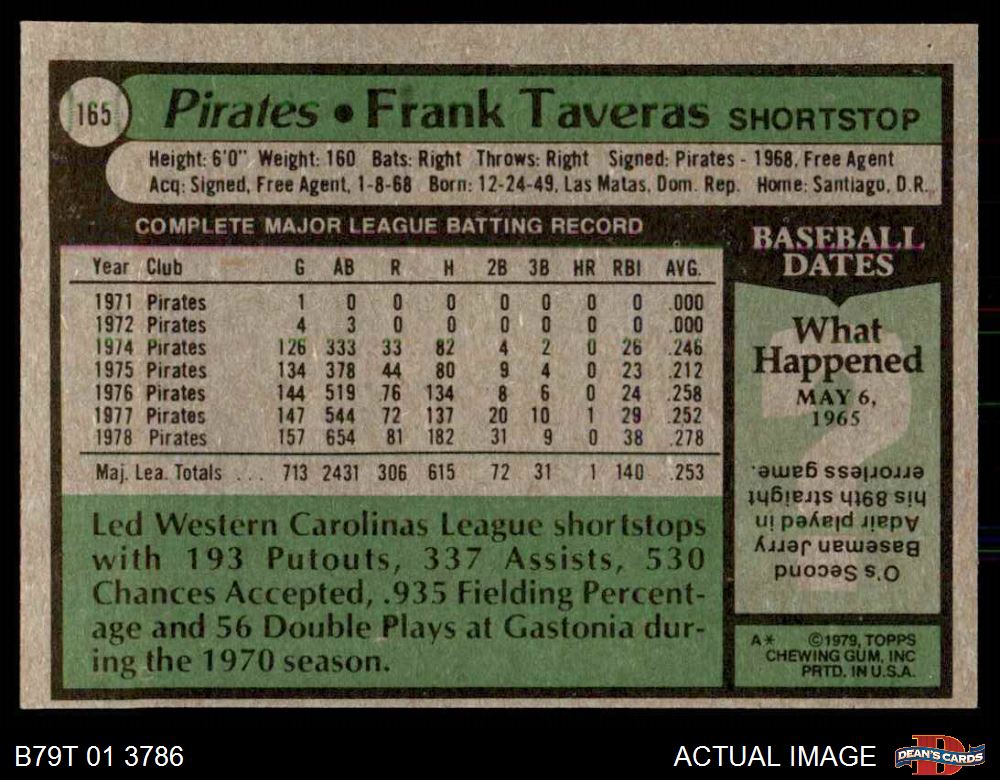 165 Pirates • Frank Taveras SHORTSTOP
Height: 6'0" Weight: 160 Bats: Right Throws: Right Signed: Pirates - 1968, Free Agent
Acq: Signed, Free Agent, 1-8-68 Born: 12-24-49, Las Matas, Dom. Rep. Home: Santiago, D.R.
COMPLETE MAJOR LEAGUE BATTING RECORD
Year Club G AB R H 2B 3B HR RBI AVG.
1971 Pirates 1 0 0 0 0 0 0 0 .000
1972 Pirates 4 3 0 0 0 0 0 0 .000
1974 Pirates 126 333 33 82 4 2 0 26 .246
1975 Pirates 134 378 44 80 9 4 0 23 .212
1976 Pirates 144 519 76 134 8 6 0 24 .258
1977 Pirates 147 544 72 137 20 10 1 29 .252
1978 Pirates 157 654 81 182 31 9 0 38 .278
Maj. Lea. Totals ... 713 2431 306 615 72 31 1 140 .253
Led Western Carolinas League shortstops
with 193 Putouts, 337 Assists, 530
Chances Accepted, .935 Fielding Percent-
age and 56 Double Plays at Gastonia dur-
ing the 1970 season.
BASEBALL
DATES
What
Happened
MAY 6,
1965
?
O's Second
Baseman Jerry
Adair played in
his 89th straight
errorless game.
A* ©1979, TOPPS
CHEWING GUM, INC
PRTD. IN U.S.A.
B79T 01 3786
ACTUAL IMAGE
D
DEAN'S CARDS